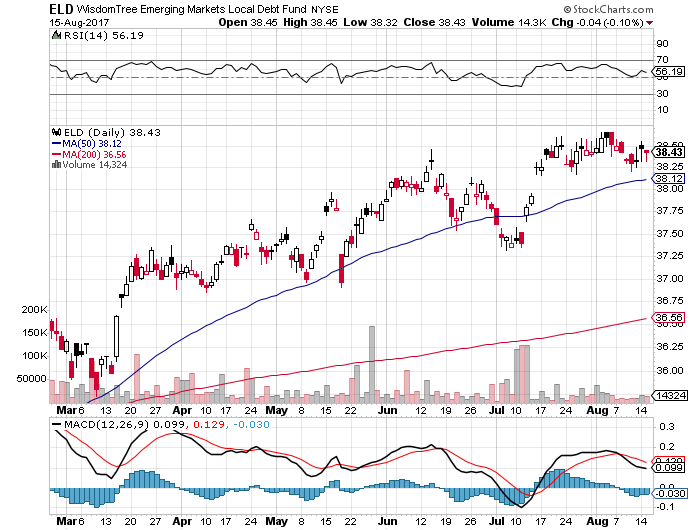 ELD WisdomTree Emerging Markets Local Debt Fund NYSE © StockCharts.com
15-Aug-2017 Open 38.45 High 38.45 Low 38.32 Close 38.43 Volume 14.3K Chg -0.04 (-0.10%)
RSI(14) 56.19
90
70
56.19
50
30
10
ELD (Daily) 38.43
MA(50) 38.12
MA(200) 36.56
Volume 14,324
38.50
38.43
38.25
38.12
38.00
37.75
37.50
37.25
37.00
36.75
36.56
36.50
36.25
36.00
200K
150K
100K
50000
14324
Mar 6 13 20 27 Apr 10 17 24 May 8 15 22 Jun 12 19 26 Jul 10 17 24 Aug 7 14
MACD(12,26,9) 0.099, 0.129, -0.030
0.3
0.2
0.129
0.099
0.0
-0.030
-0.1
Mar 6 13 20 27 Apr 10 17 24 May 8 15 22 Jun 12 19 26 Jul 10 17 24 Aug 7 14